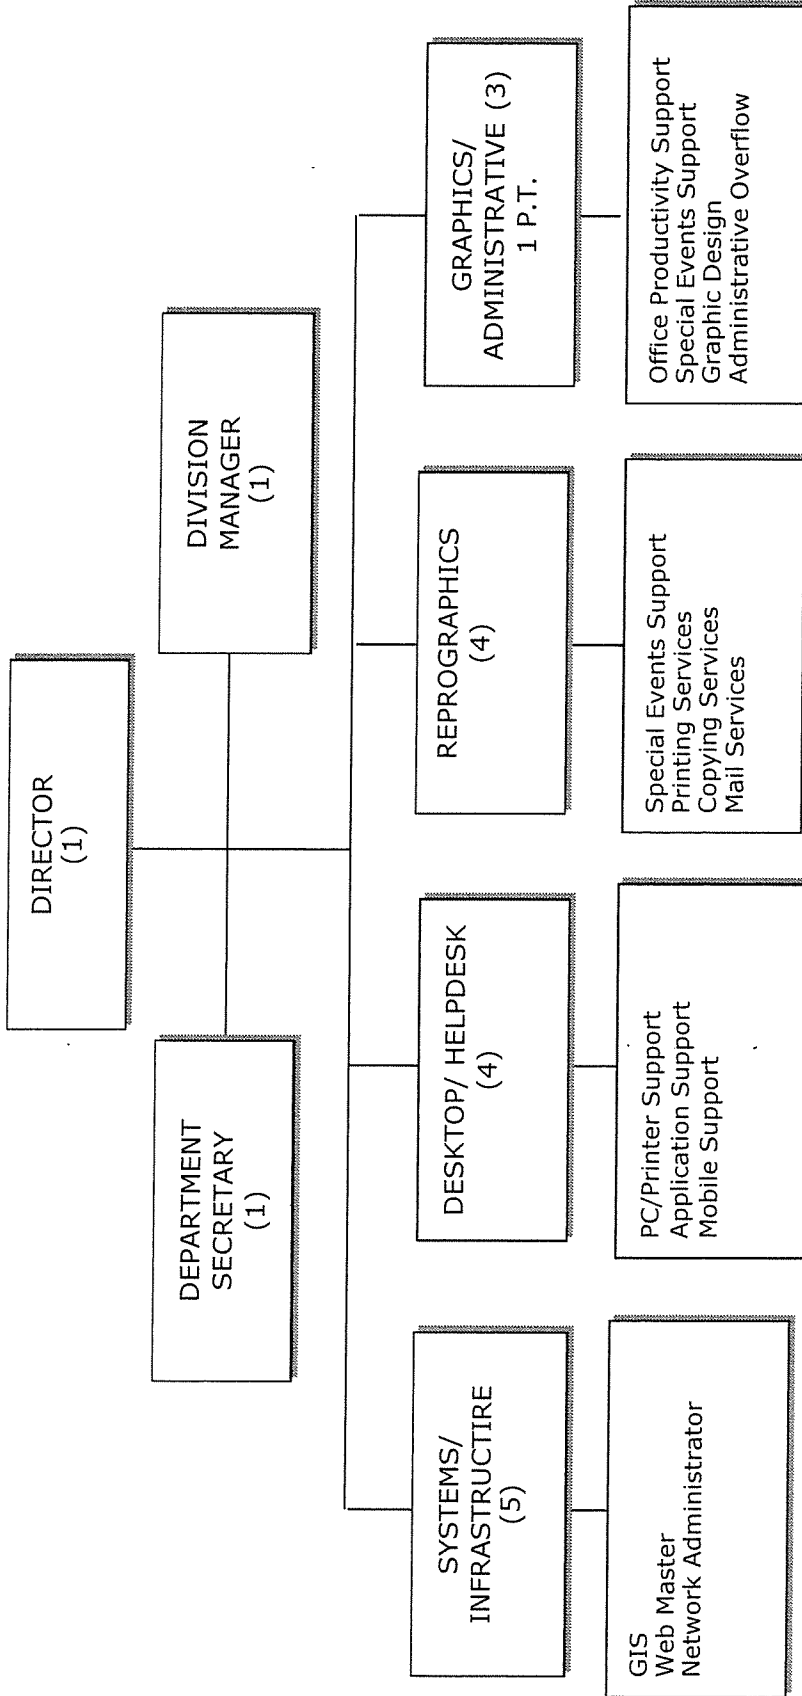 DIRECTOR
(1)
DEPARTMENT
SECRETARY
(1)
DIVISION
MANAGER
(1)
SYSTEMS/
INFRASTRUCTIRE
(5)
DESKTOP/ HELPDESK
(4)
REPROGRAPHICS
(4)
GRAPHICS/
ADMINISTRATIVE (3)
1 P.T.
GIS
Web Master
Network Administrator
PC/Printer Support
Application Support
Mobile Support
Special Events Support
Printing Services
Copying Services
Mail Services
Office Productivity Support
Special Events Support
Graphic Design
Administrative Overflow